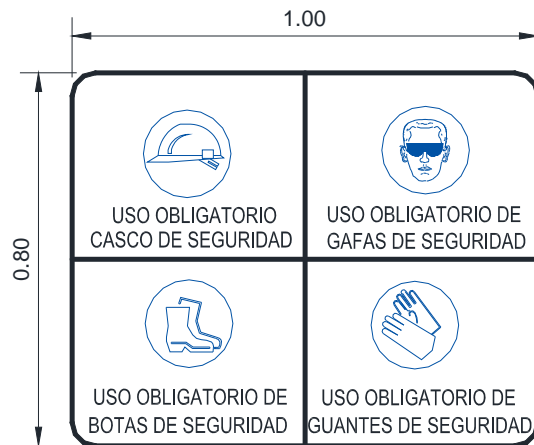 1.00
0.80
USO OBLIGATORIO
CASCO DE SEGURIDAD
USO OBLIGATORIO DE
GAFAS DE SEGURIDAD
USO OBLIGATORIO DE
BOTAS DE SEGURIDAD
USO OBLIGATORIO DE
GUANTES DE SEGURIDAD